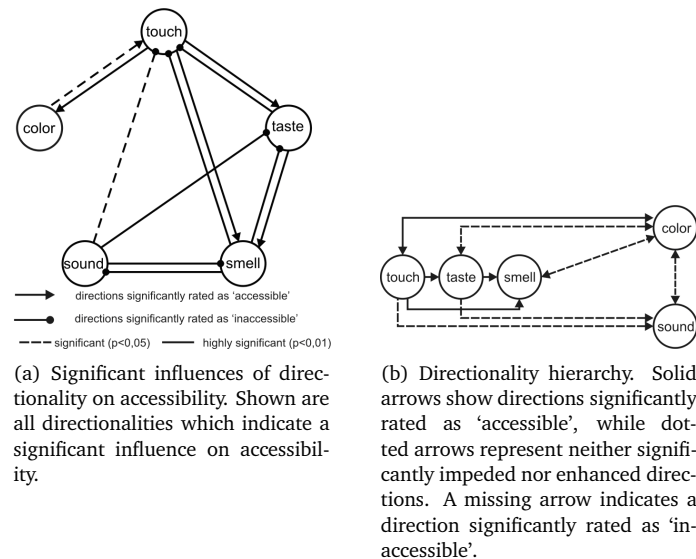 touch
color
taste
sound
smell
directions significantly rated as 'accessible'
directions significantly rated as 'inaccessible'
significant (p<0,05)
highly significant (p<0,01)
(a) Significant influences of direc-
tionality on accessibility. Shown are
all directionalities which indicate a
significant influence on accessibil-
ity.
color
touch
taste
smell
sound
(b) Directionality hierarchy. Solid
arrows show directions significantly
rated as ‘accessible’, while dot-
ted arrows represent neither signifi-
cantly impeded nor enhanced direc-
tions. A missing arrow indicates a
direction significantly rated as ‘in-
accessible’.